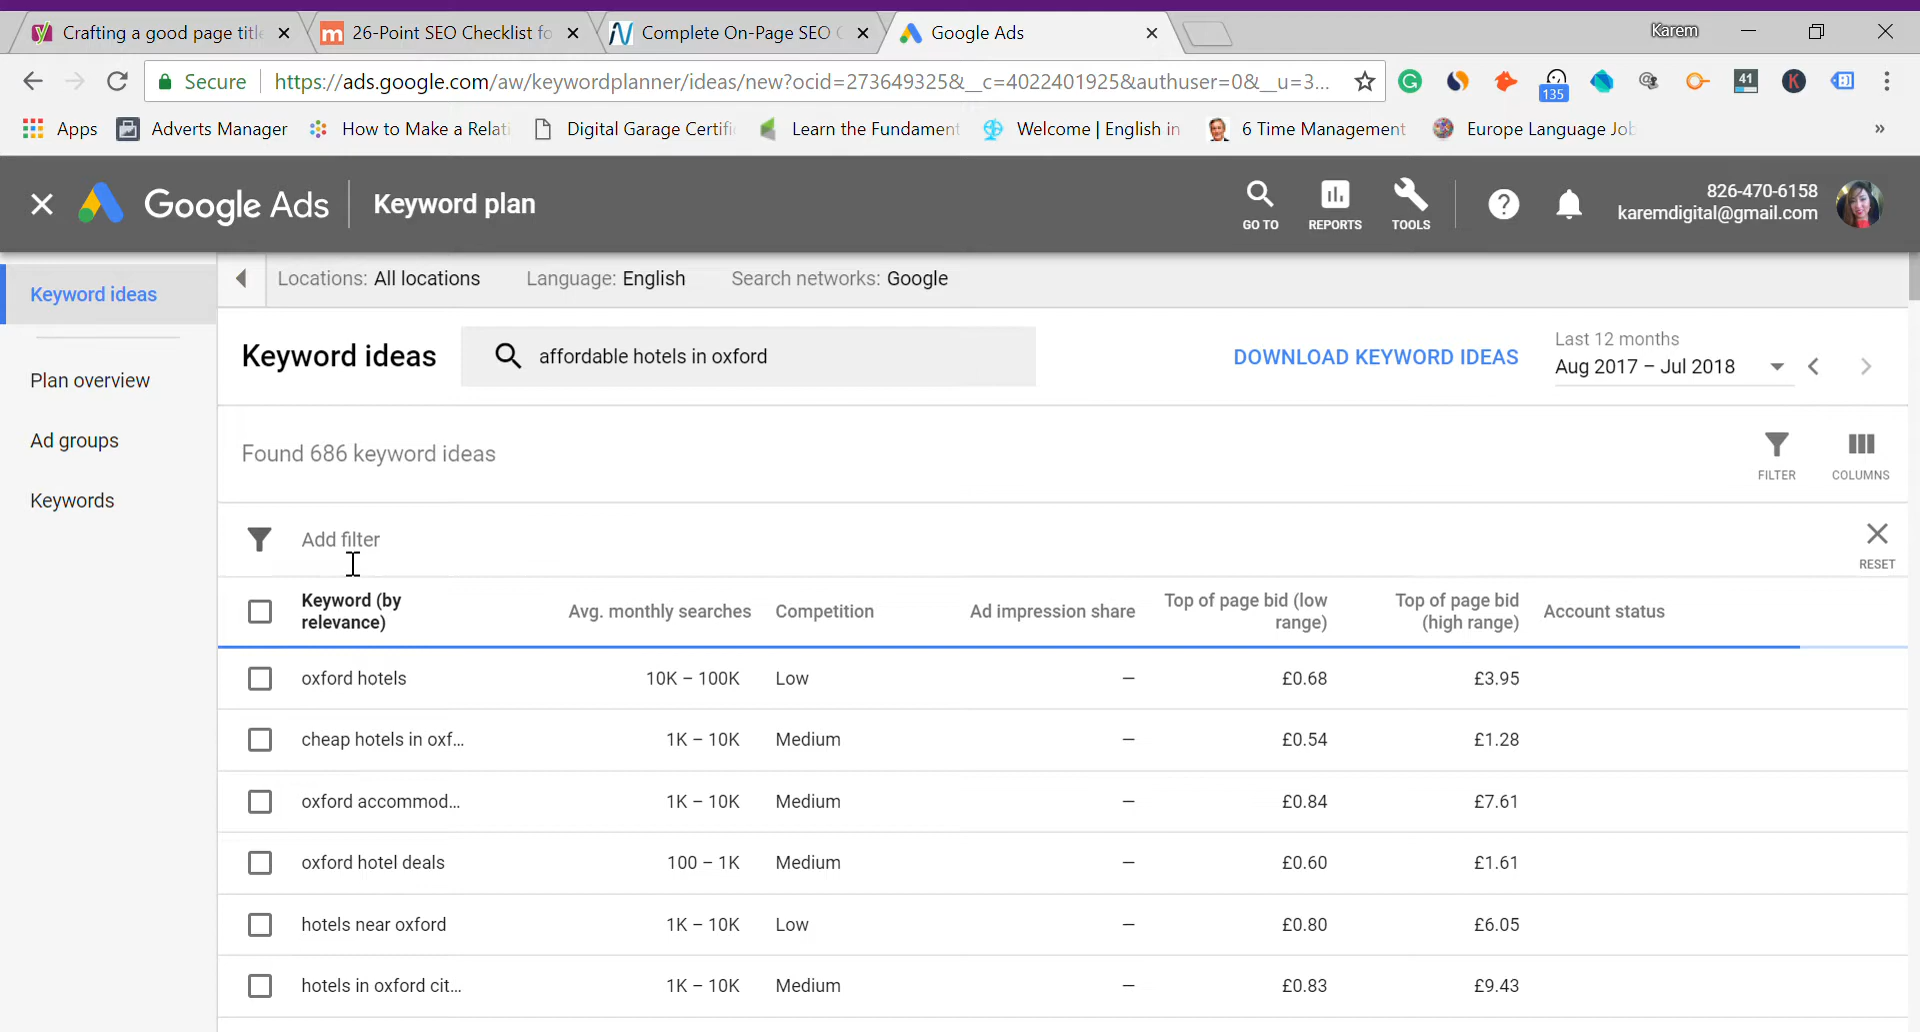 Crafting a good page title
26-Point SEO Checklist fo
Complete On-Page SEO C
Google Ads
Karem
Secure
https://ads.google.com/aw/keywordplanner/ideas/new?ocid=273649325&__c=4022401925&authuser=0&__u=3...
135
41
Apps
Adverts Manager
How to Make a Relati
Digital Garage Certific
Learn the Fundament
Welcome | English in
6 Time Management
Europe Language Job
»
Google Ads
Keyword plan
GO TO
REPORTS
TOOLS
826-470-6158
karemdigital@gmail.com
Keyword ideas
Plan overview
Ad groups
Keywords
Locations: All locations
Language: English
Search networks: Google
Keyword ideas
affordable hotels in oxford
DOWNLOAD KEYWORD IDEAS
Last 12 months
Aug 2017 – Jul 2018
Found 686 keyword ideas
FILTER
COLUMNS
Add filter
RESET
Keyword (by
relevance)
Avg. monthly searches
Competition
Ad impression share
Top of page bid (low
range)
Top of page bid
(high range)
Account status
oxford hotels 10K – 100K Low – £0.68 £3.95
cheap hotels in oxf... 1K – 10K Medium – £0.54 £1.28
oxford accommod... 1K – 10K Medium – £0.84 £7.61
oxford hotel deals 100 – 1K Medium – £0.60 £1.61
hotels near oxford 1K – 10K Low – £0.80 £6.05
hotels in oxford cit... 1K – 10K Medium – £0.83 £9.43